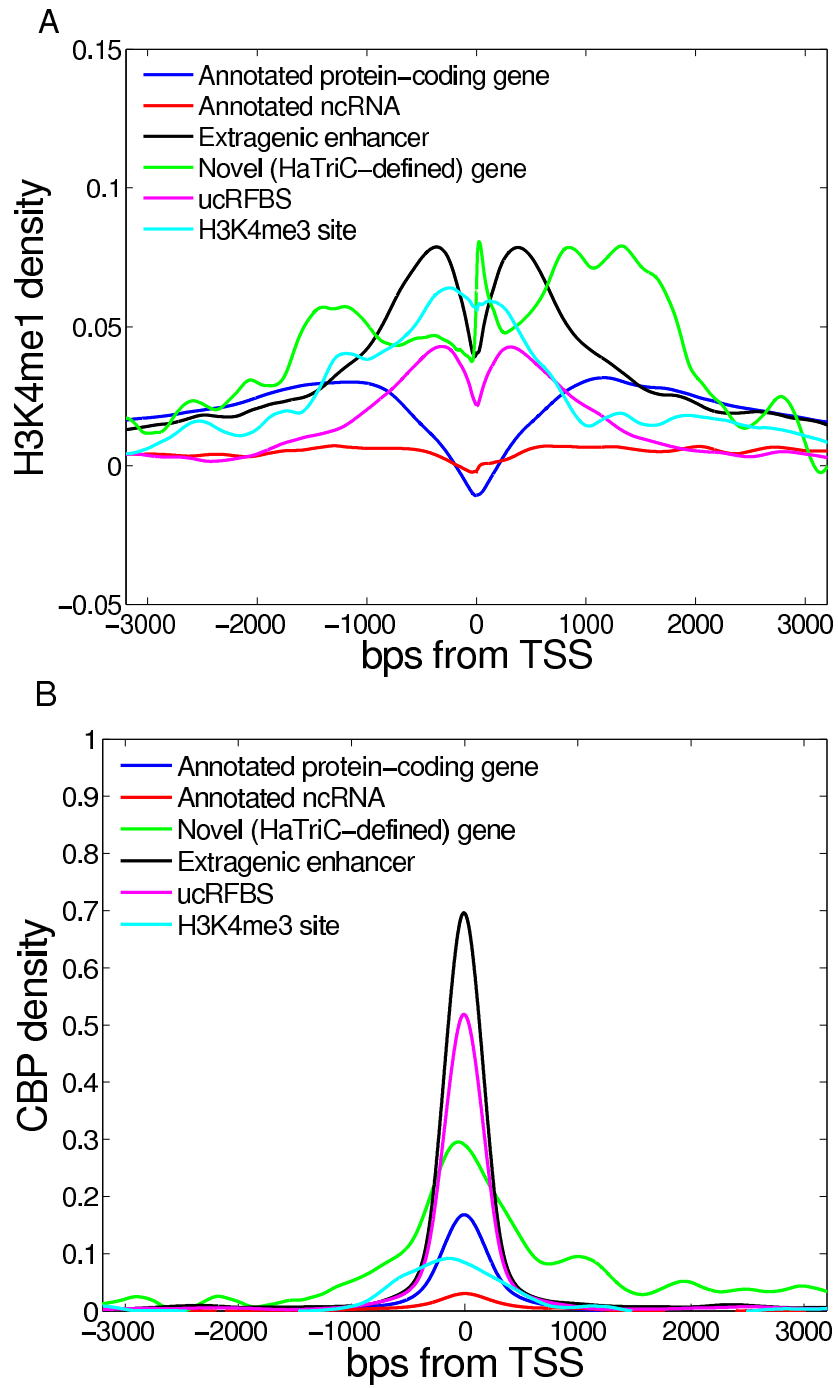 A
0.15
0.1
0.05
0
−0.05
H3K4me1 density
Annotated protein−coding gene
Annotated ncRNA
Extragenic enhancer
Novel (HaTriC−defined) gene
ucRFBS
H3K4me3 site
−3000 −2000 −1000 0 1000 2000 3000
bps from TSS
B
1
0.9
0.8
0.7
0.6
0.5
0.4
0.3
0.2
0.1
0
CBP density
Annotated protein−coding gene
Annotated ncRNA
Novel (HaTriC−defined) gene
Extragenic enhancer
ucRFBS
H3K4me3 site
−3000 −2000 −1000 0 1000 2000 3000
bps from TSS